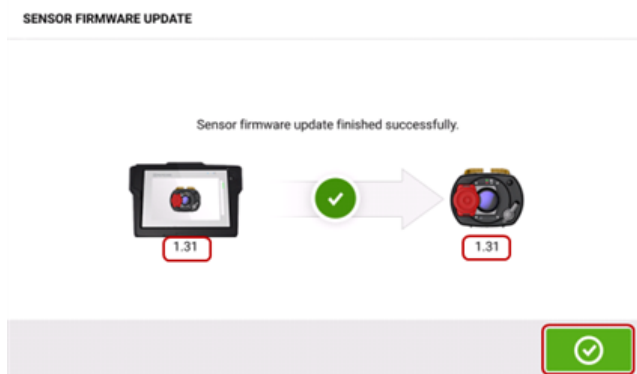 SENSOR FIRMWARE UPDATE
Sensor firmware update finished successfully.
1.31
1.31